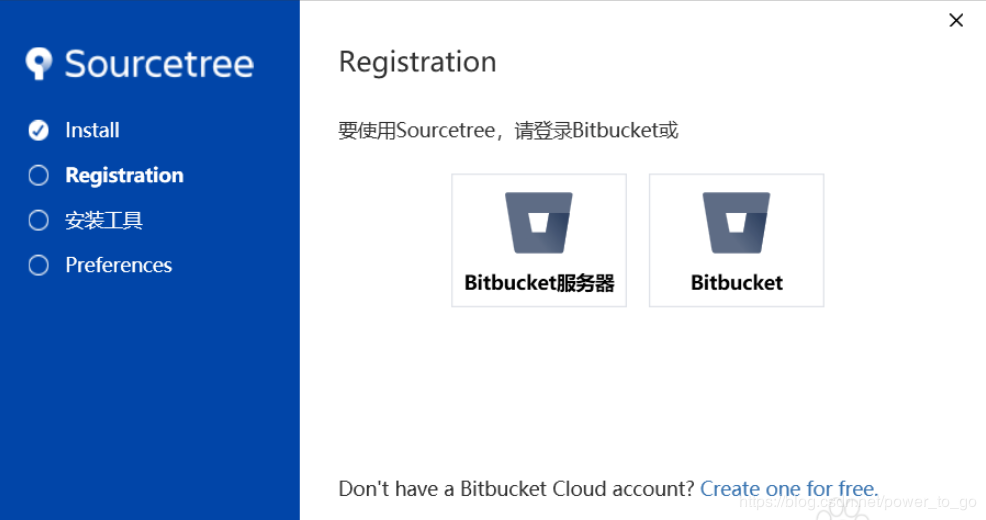 Sourcetree
Install
Registration
安装工具
Preferences
Registration
要使用Sourcetree，请登录Bitbucket或
Bitbucket服务器
Bitbucket
Don't have a Bitbucket Cloud account? Create one for free.
https://blog.csdn.net/power_to_go